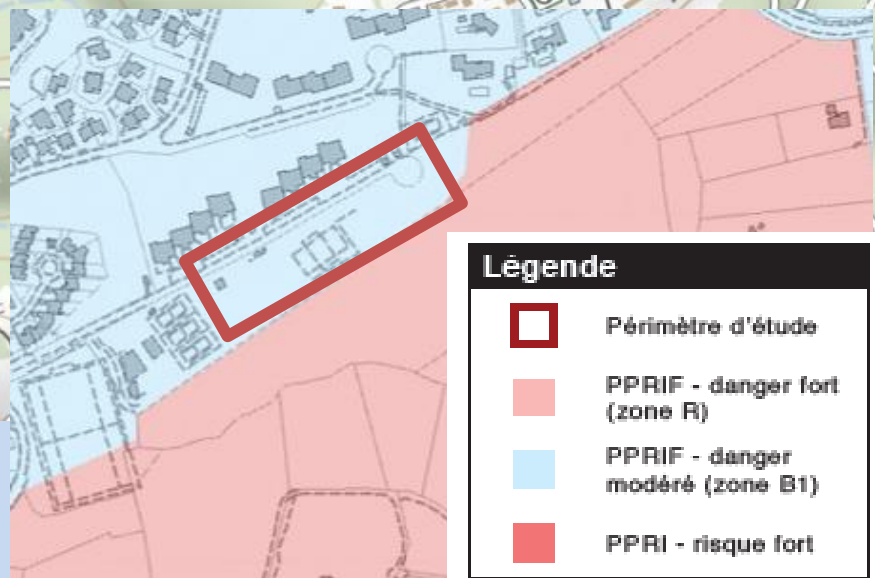 Légende
Périmètre d'étude
PPRIF - danger fort
(zone R)
PPRIF - danger
modéré (zone B1)
PPRI - risque fort